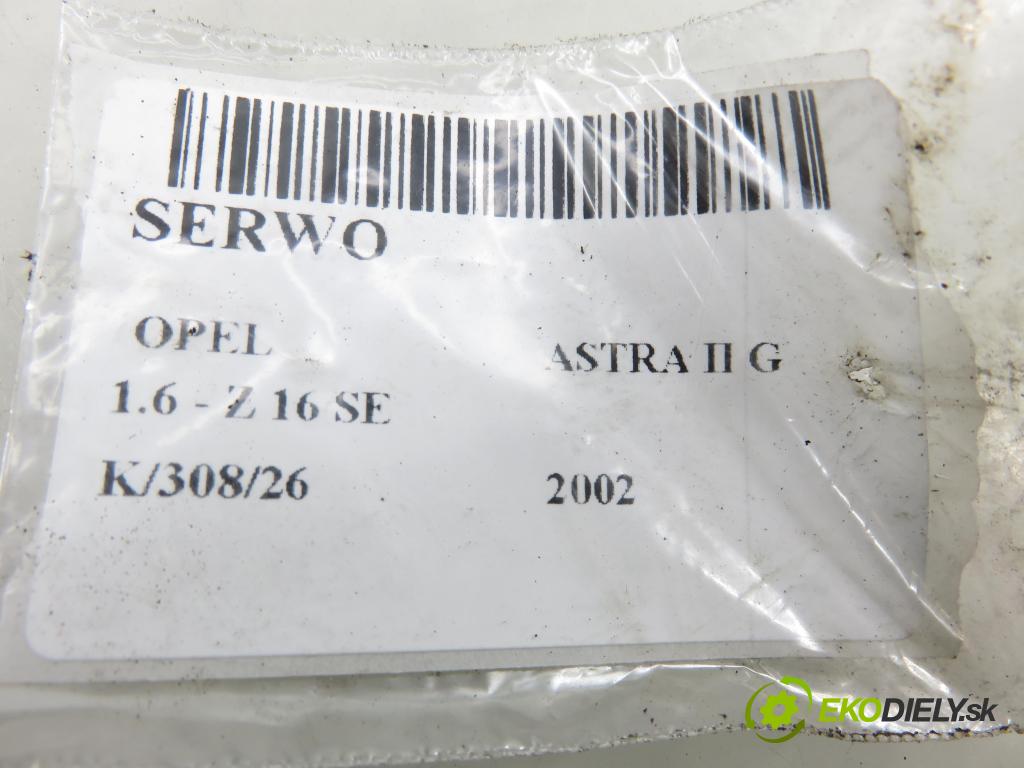 SERWO
OPEL ASTRA II G
1.6 - Z 16 SE
K/308/26 2002
EKODIELY.sk